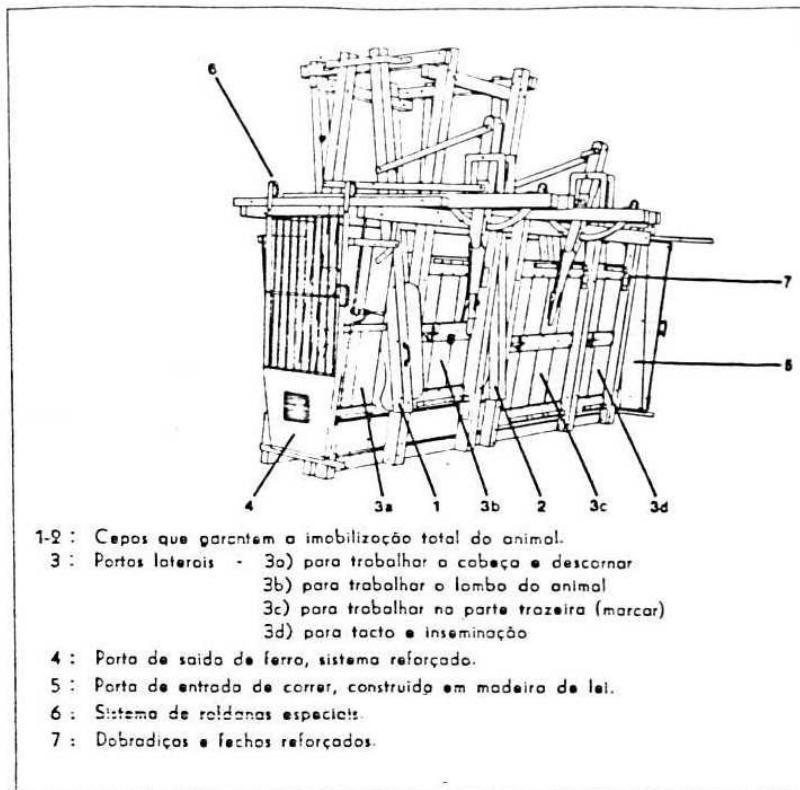 6
7
5
4 3a 1 3b 2 3c 3d
1-2 : Cepos que garantem a imobilização total do animal.
3 : Portas laterais - 3a) para trabalhar a cabeça e descornar
3b) para trabalhar o lombo do animal
3c) para trabalhar na parte trazeira (marcar)
3d) para tacto e inseminação
4 : Porta de saida de ferro, sistema reforçado.
5 : Porta de entrada de correr, construida em madeira de lei.
6 : Sistema de roldanas especiais.
7 : Dobradiças e fechos reforçados.